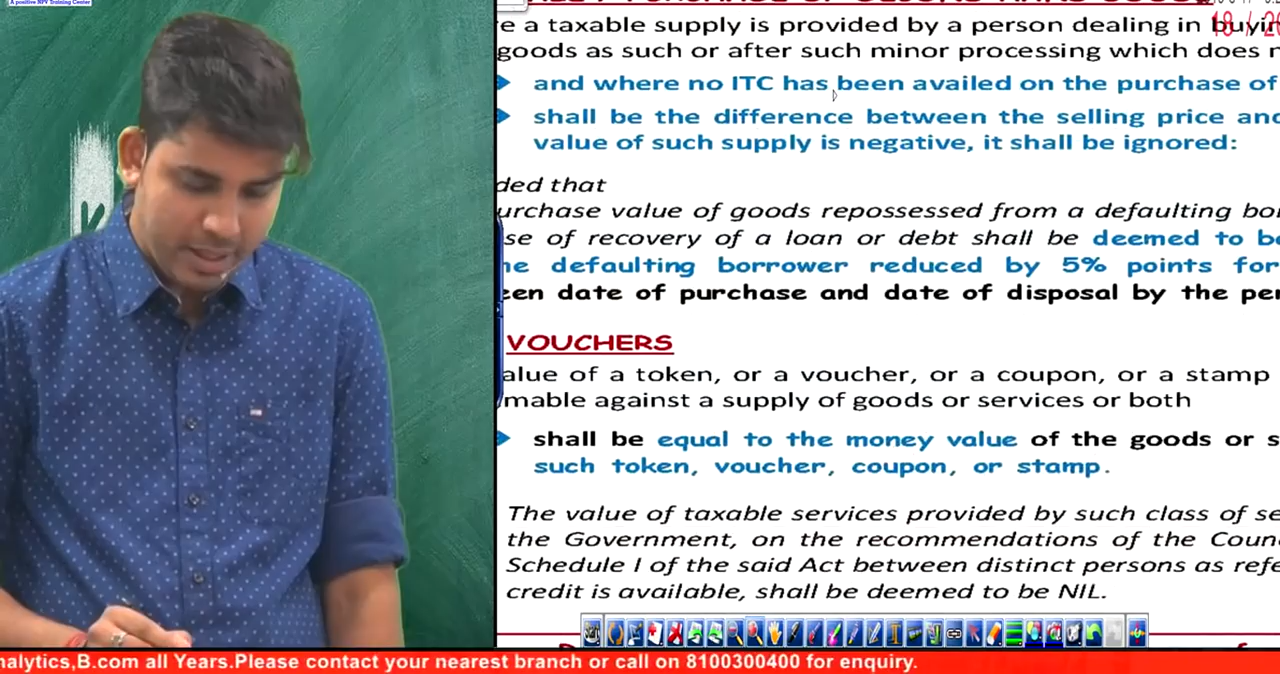 A positive NPV Training Center
18 / 20
e a taxable supply is provided by a person dealing in buyin
goods as such or after such minor processing which does
and where no ITC has been availed on the purchase of
shall be the difference between the selling price and
value of such supply is negative, it shall be ignored:
ded that
urchase value of goods repossessed from a defaulting bo
se of recovery of a loan or debt shall be deemed to be
he defaulting borrower reduced by 5% points for
een date of purchase and date of disposal by the pe
VOUCHERS
alue of a token, or a voucher, or a coupon, or a stamp
mable against a supply of goods or services or both
shall be equal to the money value of the goods or s
such token, voucher, coupon, or stamp.
The value of taxable services provided by such class of se
the Government, on the recommendations of the Counc
Schedule I of the said Act between distinct persons as refe
credit is available, shall be deemed to be NIL.
nalytics,B.com all Years.Please contact your nearest branch or call on 8100300400 for enquiry.